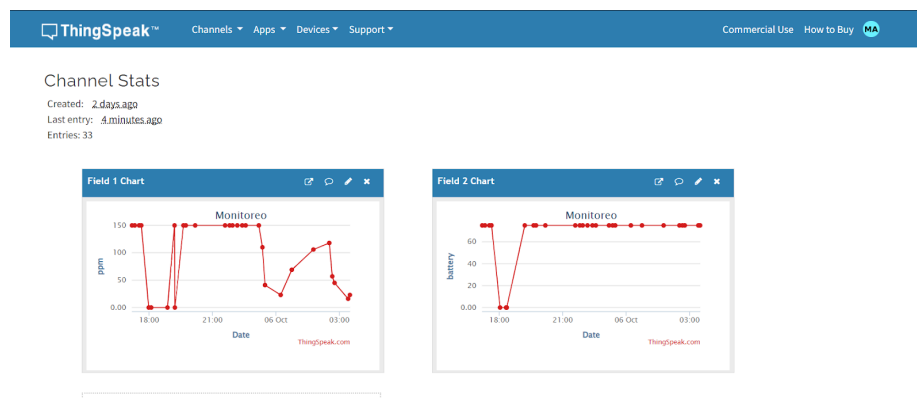 ThingSpeak™ Channels Apps Devices Support Commercial Use How to Buy MA
Channel Stats
Created: 2 days ago
Last entry: 4 minutes ago
Entries: 33
Field 1 Chart
Monitoreo
ppm
150
100
50
0.00
18:00 21:00 06 Oct 03:00
Date
ThingSpeak.com
Field 2 Chart
Monitoreo
battery
60
40
20
0.00
18:00 21:00 06 Oct 03:00
Date
ThingSpeak.com